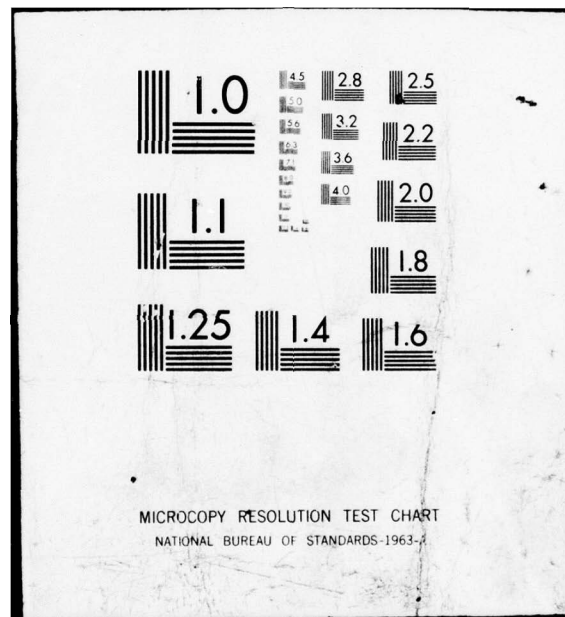 1.0
4.5 2.8 2.5
5.0
5.6 3.2 2.2
6.3 3.6
7.1
4.0 2.0
1.1
1.8
1.25 1.4 1.6
MICROCOPY RESOLUTION TEST CHART
NATIONAL BUREAU OF STANDARDS-1963-A